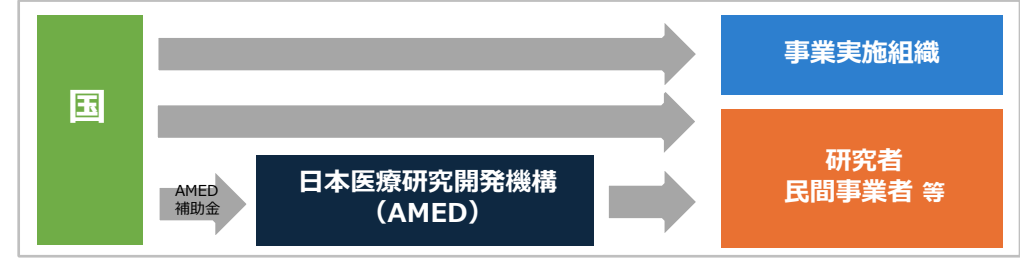 国
事業実施組織
AMED
補助金
日本医療研究開発機構
（AMED）
研究者
民間事業者 等